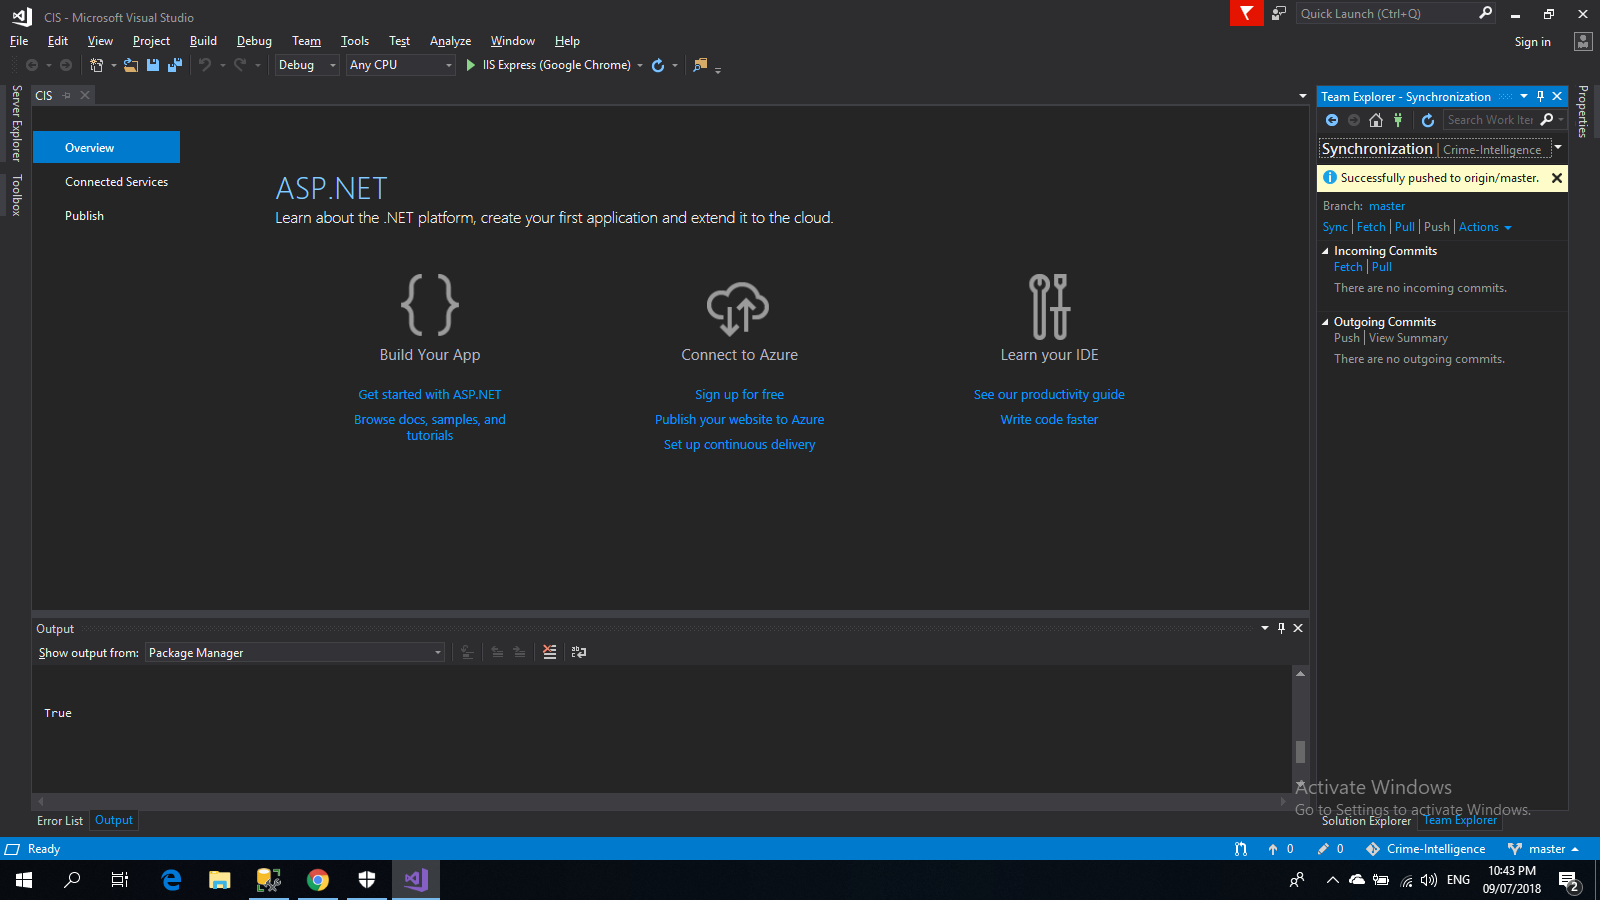 CIS - Microsoft Visual Studio
Quick Launch (Ctrl+Q)
File Edit View Project Build Debug Team Tools Test Analyze Window Help
Sign in
Debug Any CPU IIS Express (Google Chrome)
Server Explorer
Toolbox
CIS
Overview
Connected Services
Publish
ASP.NET
Learn about the .NET platform, create your first application and extend it to the cloud.
Build Your App
Get started with ASP.NET
Browse docs, samples, and
tutorials
Connect to Azure
Sign up for free
Publish your website to Azure
Set up continuous delivery
Learn your IDE
See our productivity guide
Write code faster
Team Explorer - Synchronization
Search Work Iter
Synchronization | Crime-Intelligence
Successfully pushed to origin/master.
Branch: master
Sync | Fetch | Pull | Push | Actions
Incoming Commits
Fetch | Pull
There are no incoming commits.
Outgoing Commits
Push | View Summary
There are no outgoing commits.
Properties
Output
Show output from: Package Manager
True
Error List Output
Activate Windows
Go to Settings to activate Windows.
Solution Explorer Team Explorer
Ready
0 0 Crime-Intelligence master
ENG
10:43 PM
09/07/2018
2